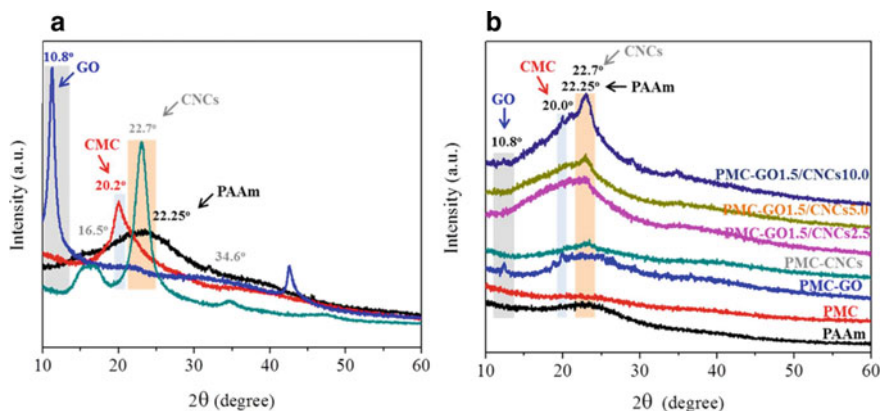 a
10.8°
GO
CNCs
22.7°
CMC
20.2°
PAAm
22.25°
16.5°
34.6°
Intensity (a.u.)
10 20 30 40 50 60
2θ (degree)
b
CNCs
22.7°
CMC
22.25°
PAAm
GO
20.0°
10.8°
PMC-GO1.5/CNCs10.0
PMC-GO1.5/CNCs5.0
PMC-GO1.5/CNCs2.5
PMC-CNCs
PMC-GO
PMC
PAAm
Intensity (a.u.)
10 20 30 40 50 60
2θ (degree)